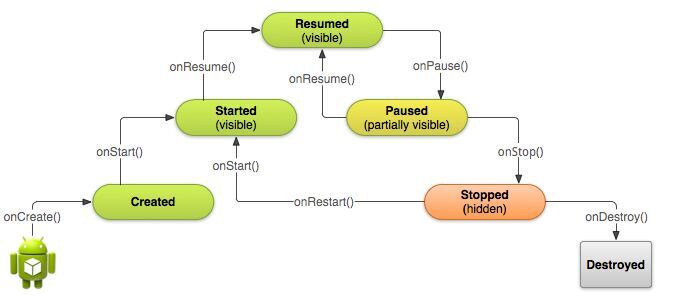 Resumed
(visible)
onResume()
onPause()
onResume()
Started
(visible)
Paused
(partially visible)
onStart()
onStart()
onStop()
Created
onRestart()
Stopped
(hidden)
onCreate()
onDestroy()
Destroyed